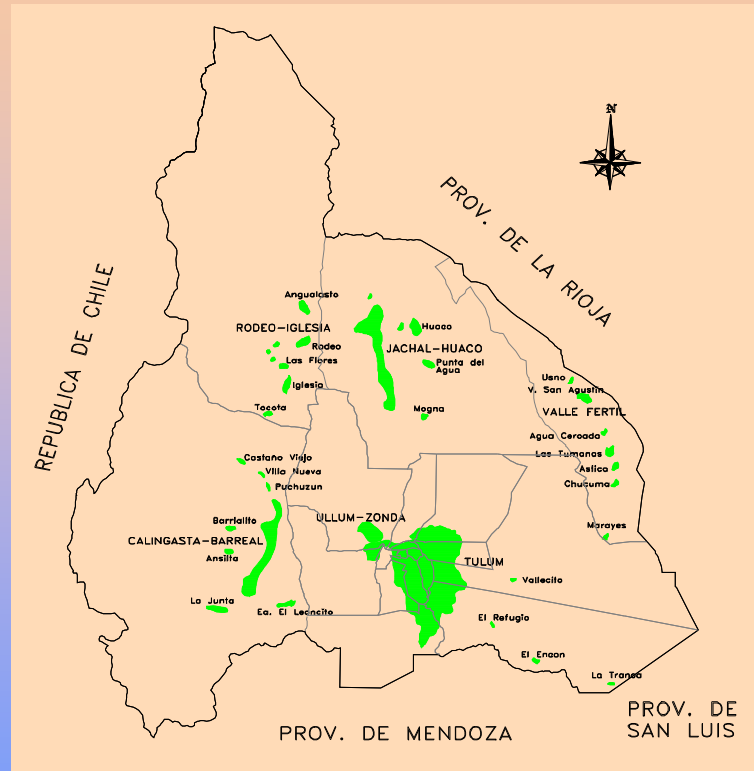 N
PROV. DE LA RIOJA
REPUBLICA DE CHILE
Angualasto
RODEO-IGLESIA
Huaco
Rodeo
JACHAL-HUACO
Las Flores
Punta del
Agua
Iglesia
Usno
V. San Agustin
Tocota
Mogna
VALLE FERTIL
Agua Cercada
Las Tumanas
Castaño Viejo
Astica
Villa Nueva
Chucuma
Puchuzun
Barrialito
ULLUM-ZONDA
Marayes
CALINGASTA-BARREAL
Ansilta
TULUM
Vallecito
La Junta
Ea. El Leoncito
El Refugio
El Encon
La Tranca
PROV. DE MENDOZA
PROV. DE
SAN LUIS